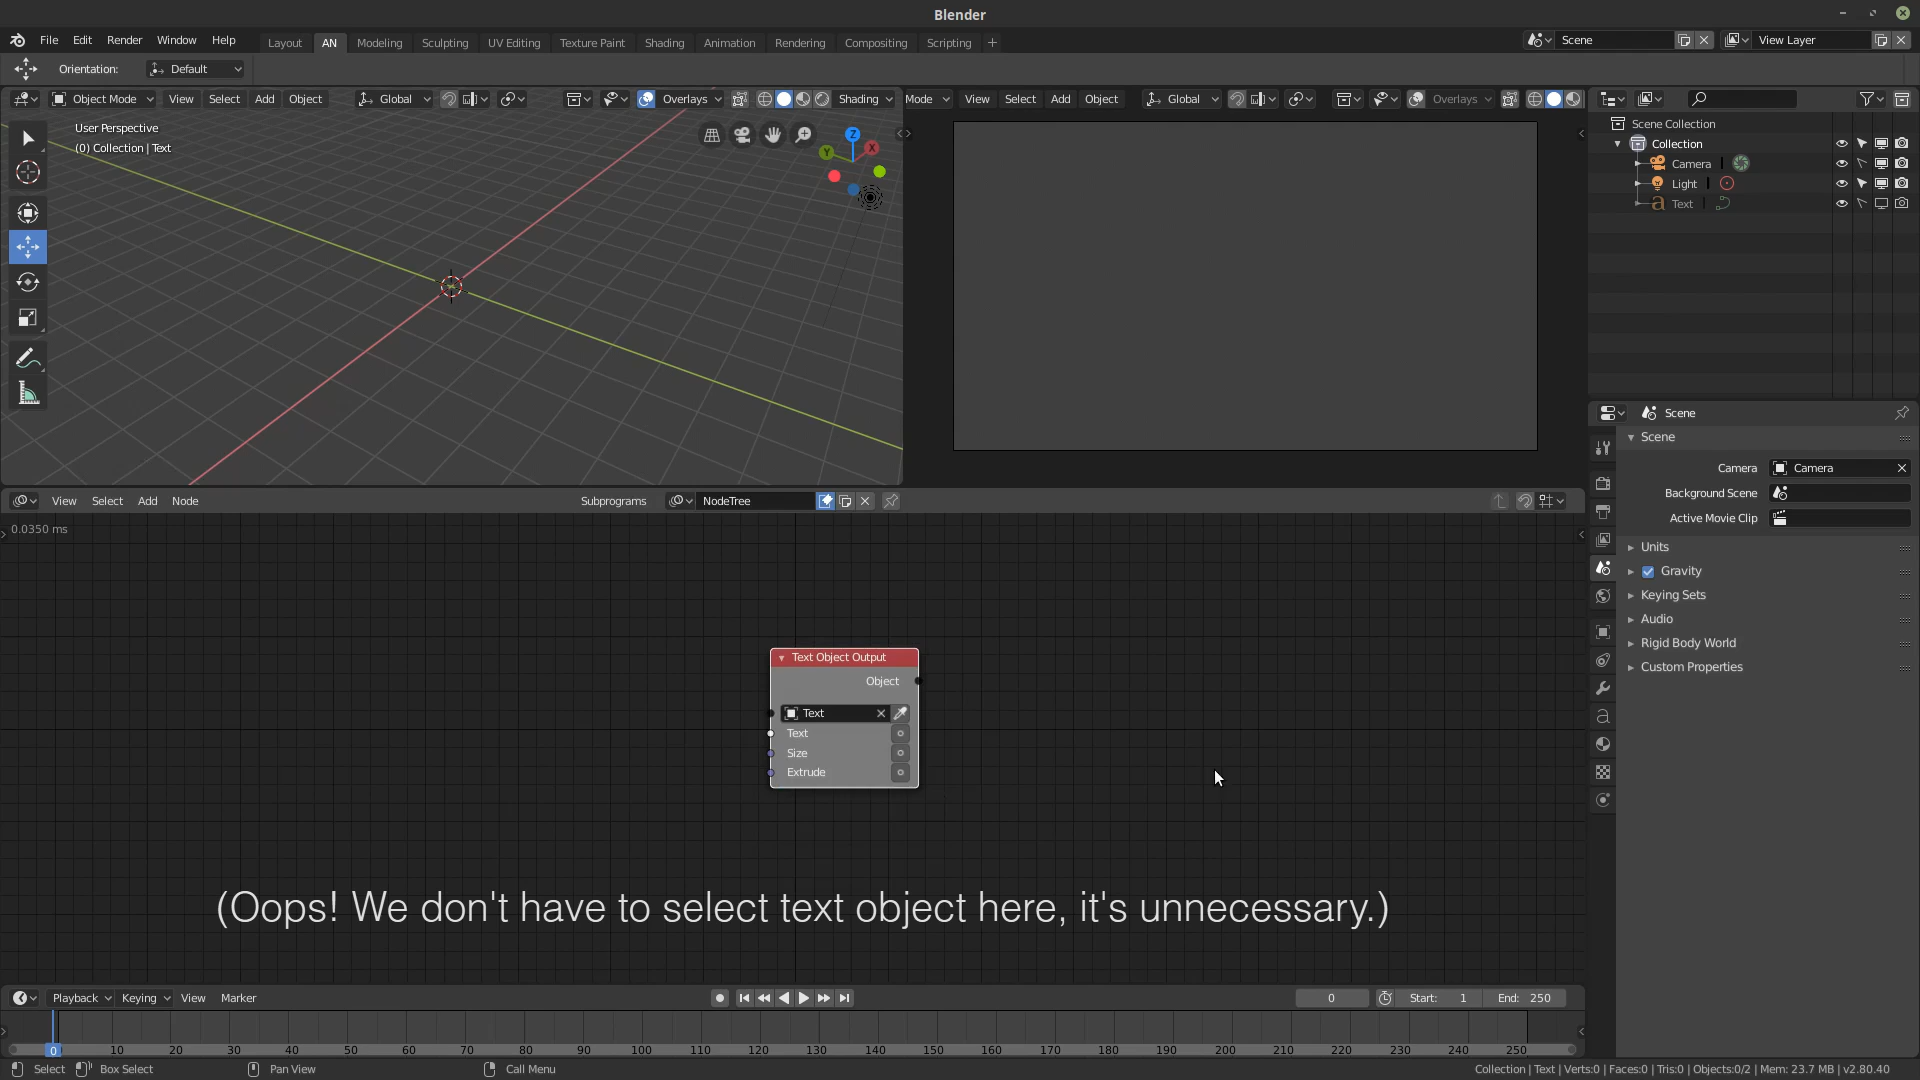 Blender
File Edit Render Window Help
Layout AN Modeling Sculpting UV Editing Texture Paint Shading Animation Rendering Compositing Scripting
Scene
View Layer
Orientation: Default
Object Mode View Select Add Object Global Overlays Shading
Mode View Select Add Object Global Overlays
User Perspective
(0) Collection | Text
Z
Y
X
Scene Collection
Collection
Camera
Light
Text
Scene
Scene
Camera Camera
Background Scene
Active Movie Clip
Units
Gravity
Keying Sets
Audio
Rigid Body World
Custom Properties
View Select Add Node Subprograms NodeTree
0.0350 ms
Text Object Output
Object
Text
Text
Size
Extrude
(Oops! We don't have to select text object here, it's unnecessary.)
Playback Keying View Marker
0
Start: 1
End: 250
0 10 20 30 40 50 60 70 80 90 100 110 120 130 140 150 160 170 180 190 200 210 220 230 240 250
Select Box Select Pan View Call Menu
Collection | Text | Verts:0 | Faces:0 | Tris:0 | Objects:0/2 | Mem: 23.7 MB | v2.80.40